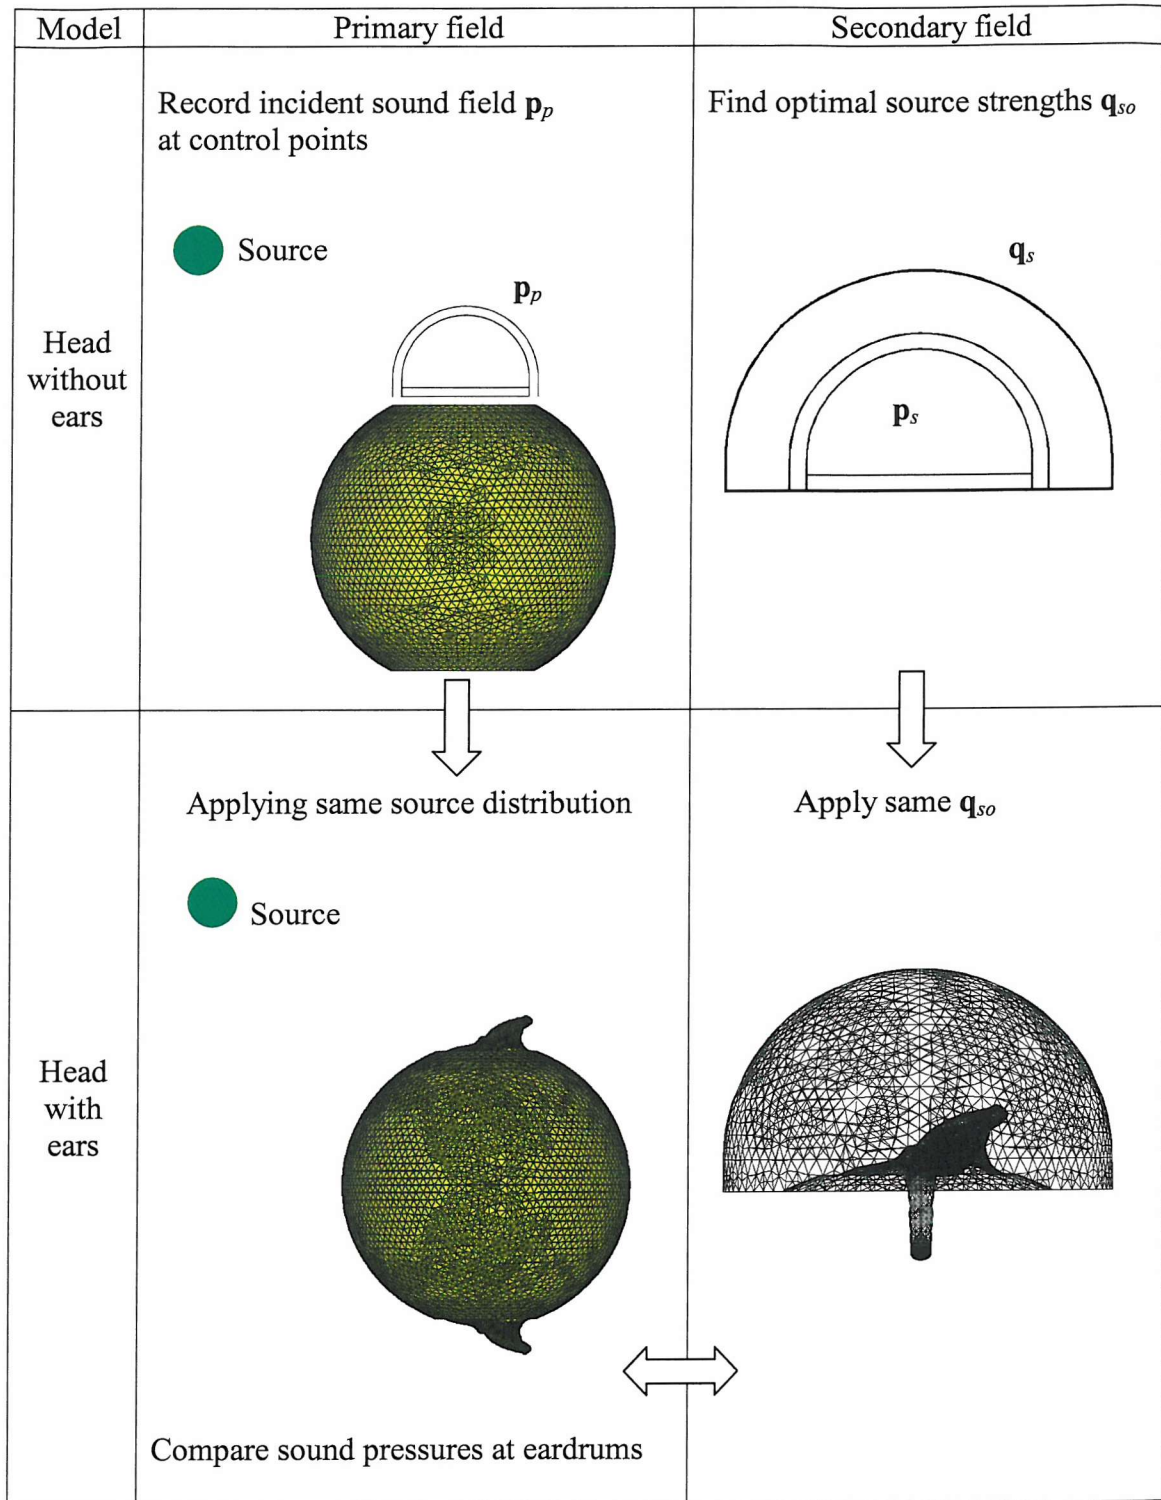 Model
Primary field
Secondary field
Head
without
ears
Record incident sound field pp
at control points
Source
pp
Find optimal source strengths qso
qs
ps
Head
with
ears
Applying same source distribution
Source
Compare sound pressures at eardrums
Apply same qso